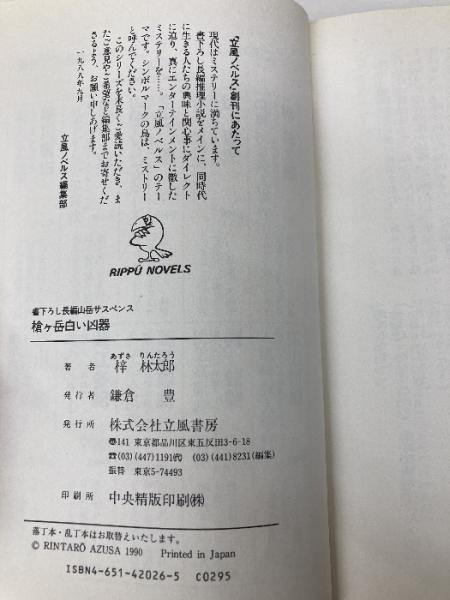 “立風ノベルス”創刊にあたって
現代はミステリーに満ちています。
書下ろし長編推理小説をメインに、同時代
に生きる人たちの興味と関心事にダイレクト
に迫り、真にエンターテインメントに徹した
ミステリーを……。「立風ノベルス」のテー
マです。シンボルマークの鳥は、ミストリー
と呼んでください。
このシリーズを末長くご愛読いただき、ま
たご意見やご希望など編集部までお寄せくだ
さるよう、お願い申しあげます。
一九八九年九月
立風ノベルス編集部
RIPPŪ NOVELS
書下ろし長編山岳サスペンス
槍ヶ岳白い凶器
あずさ りんたろう
著者 梓 林太郎
発行者 鎌倉 豊
発行所 株式会社立風書房
〠141 東京都品川区東五反田3-6-18
☎(03)(447)1191代 (03)(441)8231(編集)
振替 東京5-74493
印刷所 中央精版印刷㈱
落丁本・乱丁本はお取替えいたします。
© RINTARŌ AZUSA 1990 Printed in Japan
ISBN4-651-42026-5 C0295